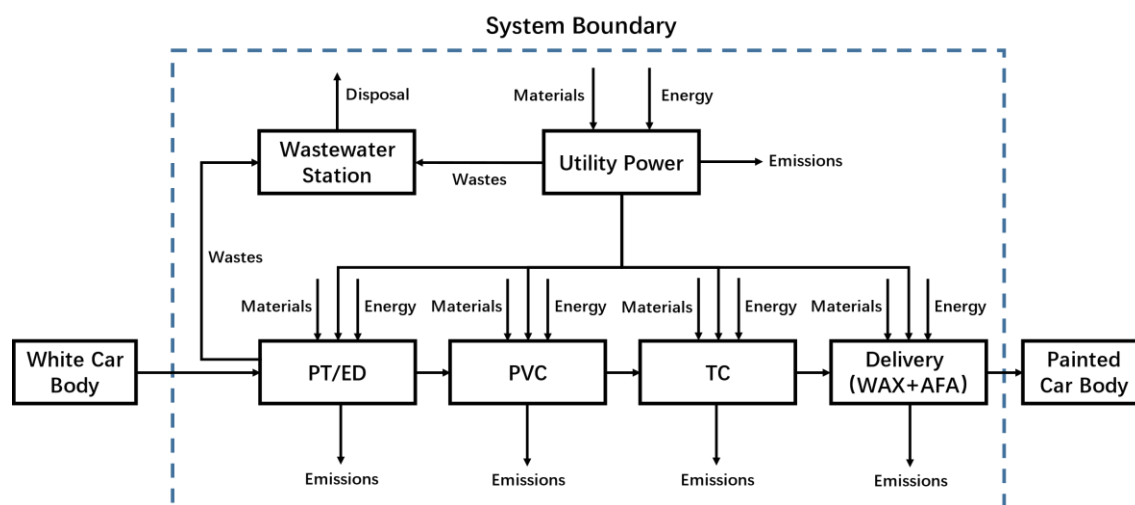 System Boundary
Materials
Energy
Disposal
Wastewater
Station
Wastes
Utility Power
Emissions
Wastes
Materials
Energy
Materials
Energy
Materials
Energy
Materials
Energy
White Car
Body
PT/ED
PVC
TC
Delivery
(WAX+AFA)
Painted
Car Body
Emissions
Emissions
Emissions
Emissions